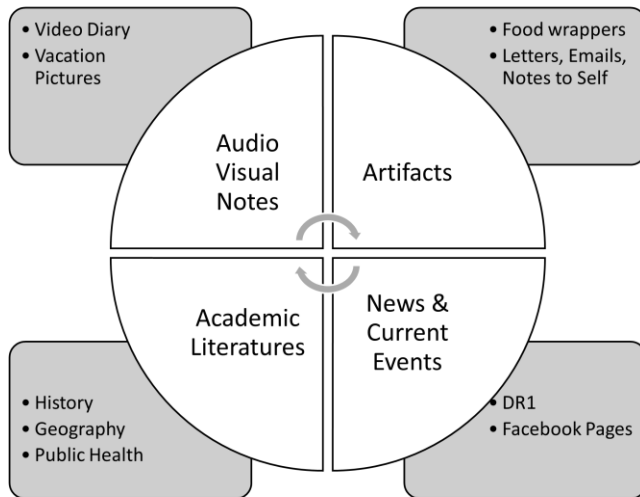 • Video Diary
• Vacation
Pictures
• Food wrappers
• Letters, Emails,
Notes to Self
Audio
Visual
Notes
Artifacts
Academic
Literatures
News &
Current
Events
• History
• Geography
• Public Health
• DR1
• Facebook Pages